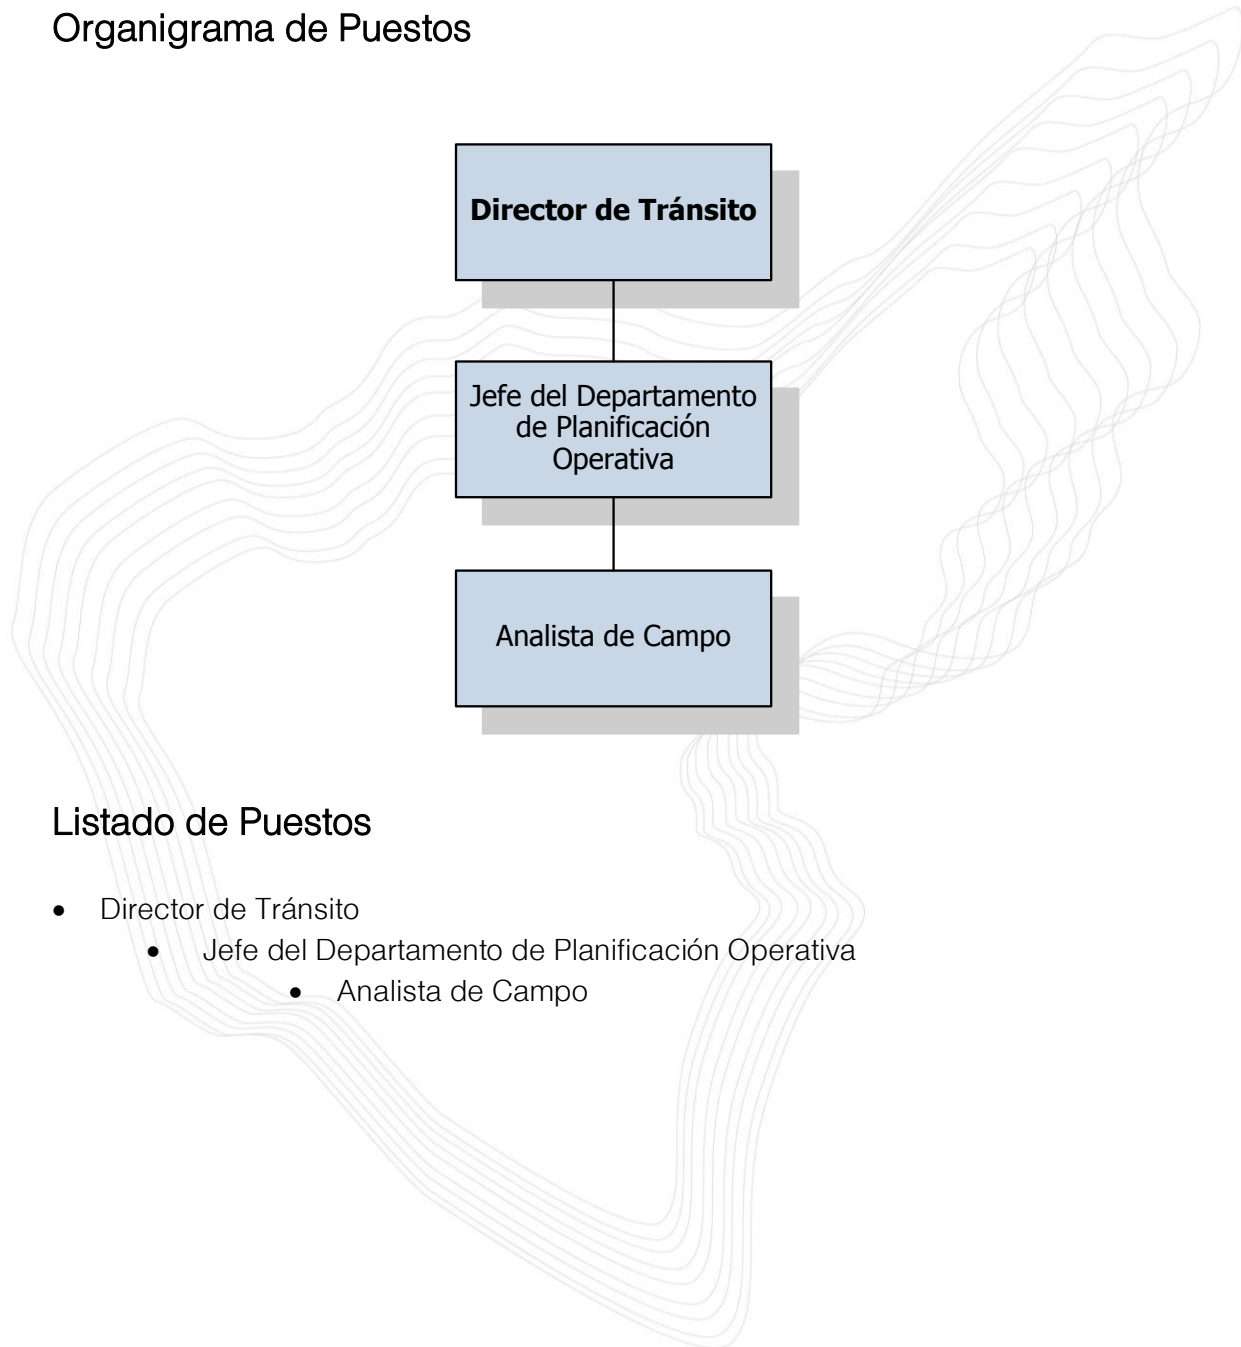 Organigrama de Puestos
Director de Tránsito
Jefe del Departamento
de Planificación
Operativa
Analista de Campo
Listado de Puestos
• Director de Tránsito
• Jefe del Departamento de Planificación Operativa
• Analista de Campo